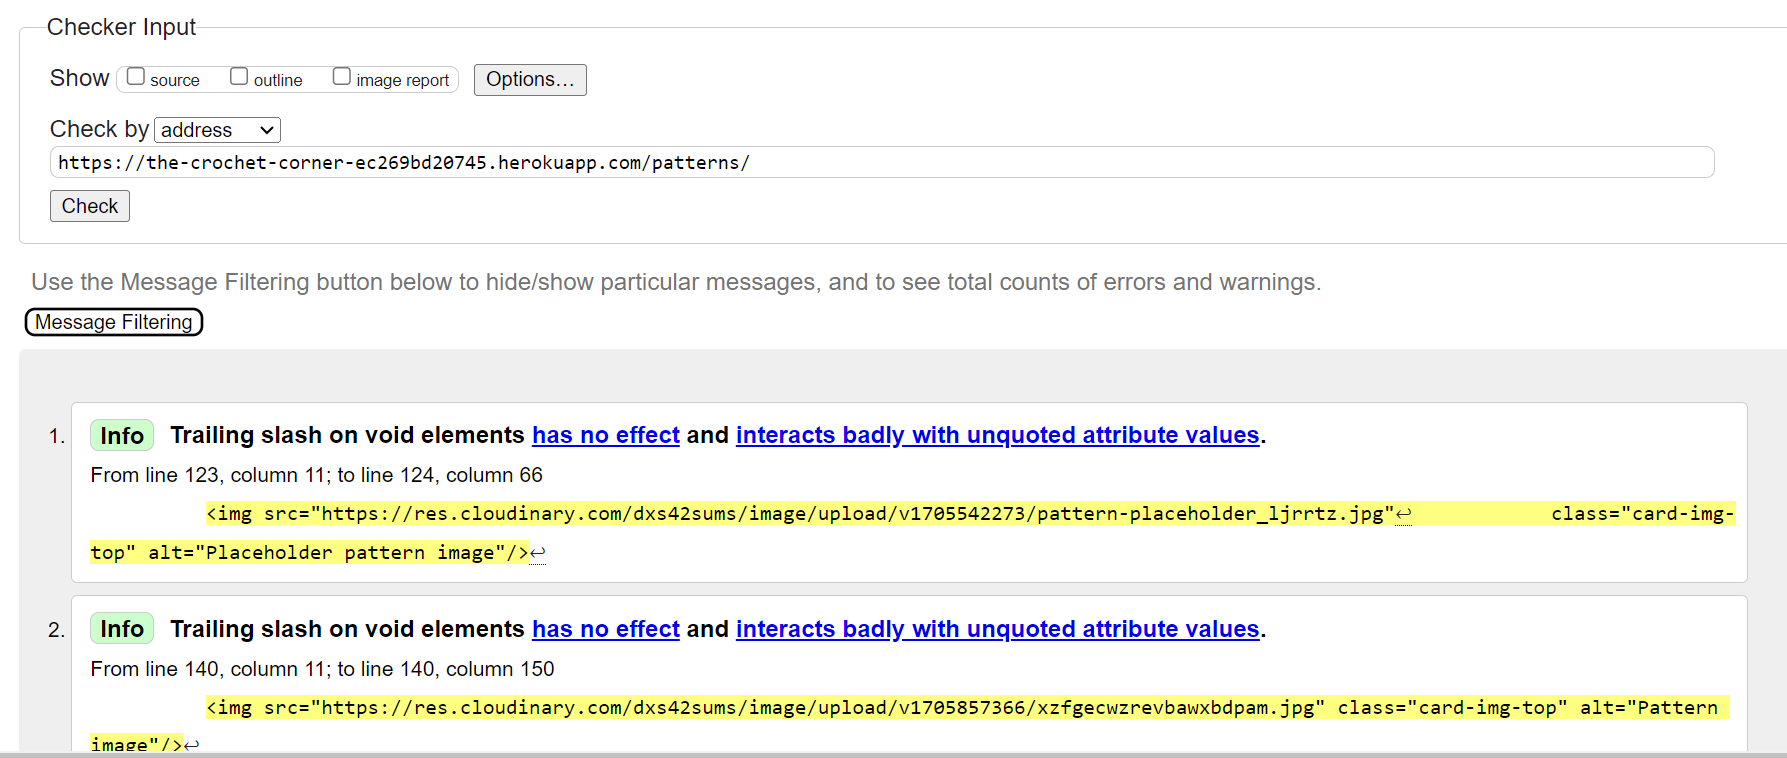 Checker Input
Show source outline image report Options...
Check by address
https://the-crochet-corner-ec269bd20745.herokuapp.com/patterns/
Check
Use the Message Filtering button below to hide/show particular messages, and to see total counts of errors and warnings.
Message Filtering
1. Info Trailing slash on void elements has no effect and interacts badly with unquoted attribute values.
From line 123, column 11; to line 124, column 66
<img src="https://res.cloudinary.com/dxs42sums/image/upload/v1705542273/pattern-placeholder_ljrrtz.jpg"↩ class="card-img-
top" alt="Placeholder pattern image"/>↩
2. Info Trailing slash on void elements has no effect and interacts badly with unquoted attribute values.
From line 140, column 11; to line 140, column 150
<img src="https://res.cloudinary.com/dxs42sums/image/upload/v1705857366/xzfgecwzrevbawxbdpam.jpg" class="card-img-top" alt="Pattern
image"/>↩